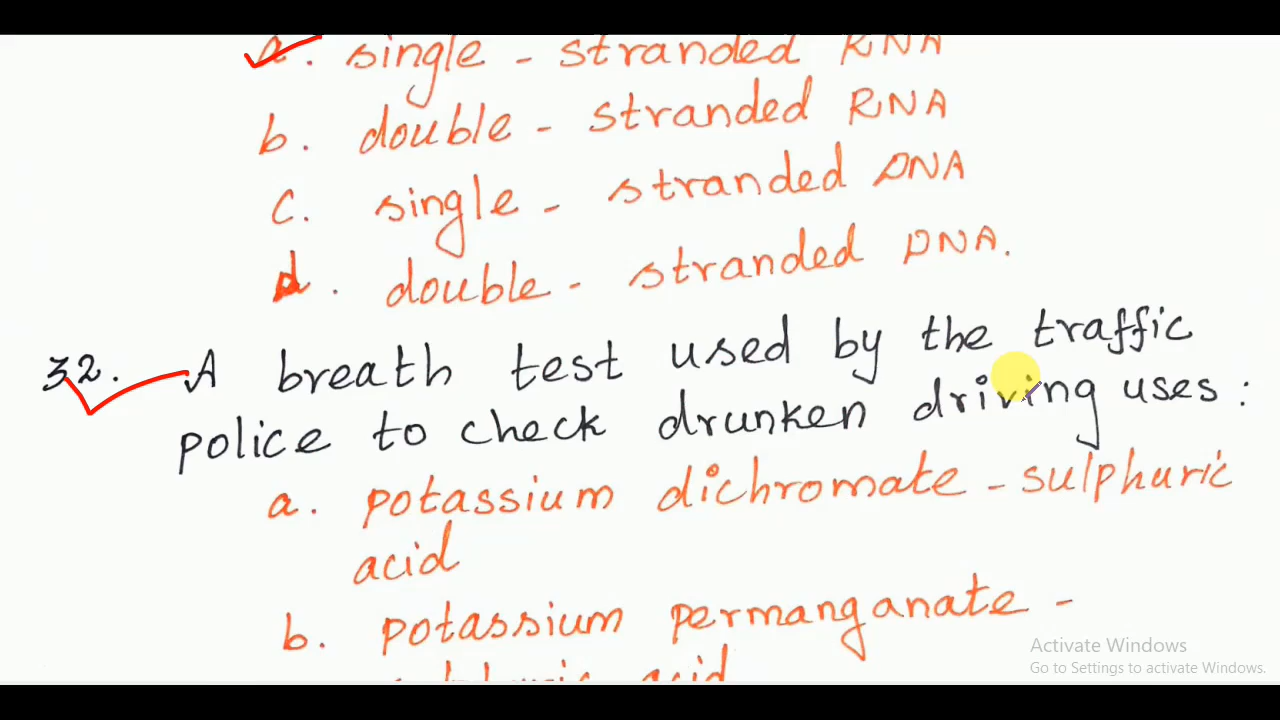 a. single - stranded RNA
b. double - stranded RNA
c. single - stranded DNA
d. double - stranded DNA.
32. A breath test used by the traffic
police to check drunken driving uses:
a. potassium dichromate - sulphuric
acid
b. potassium permanganate -
sulphuric acid
Activate Windows
Go to Settings to activate Windows.